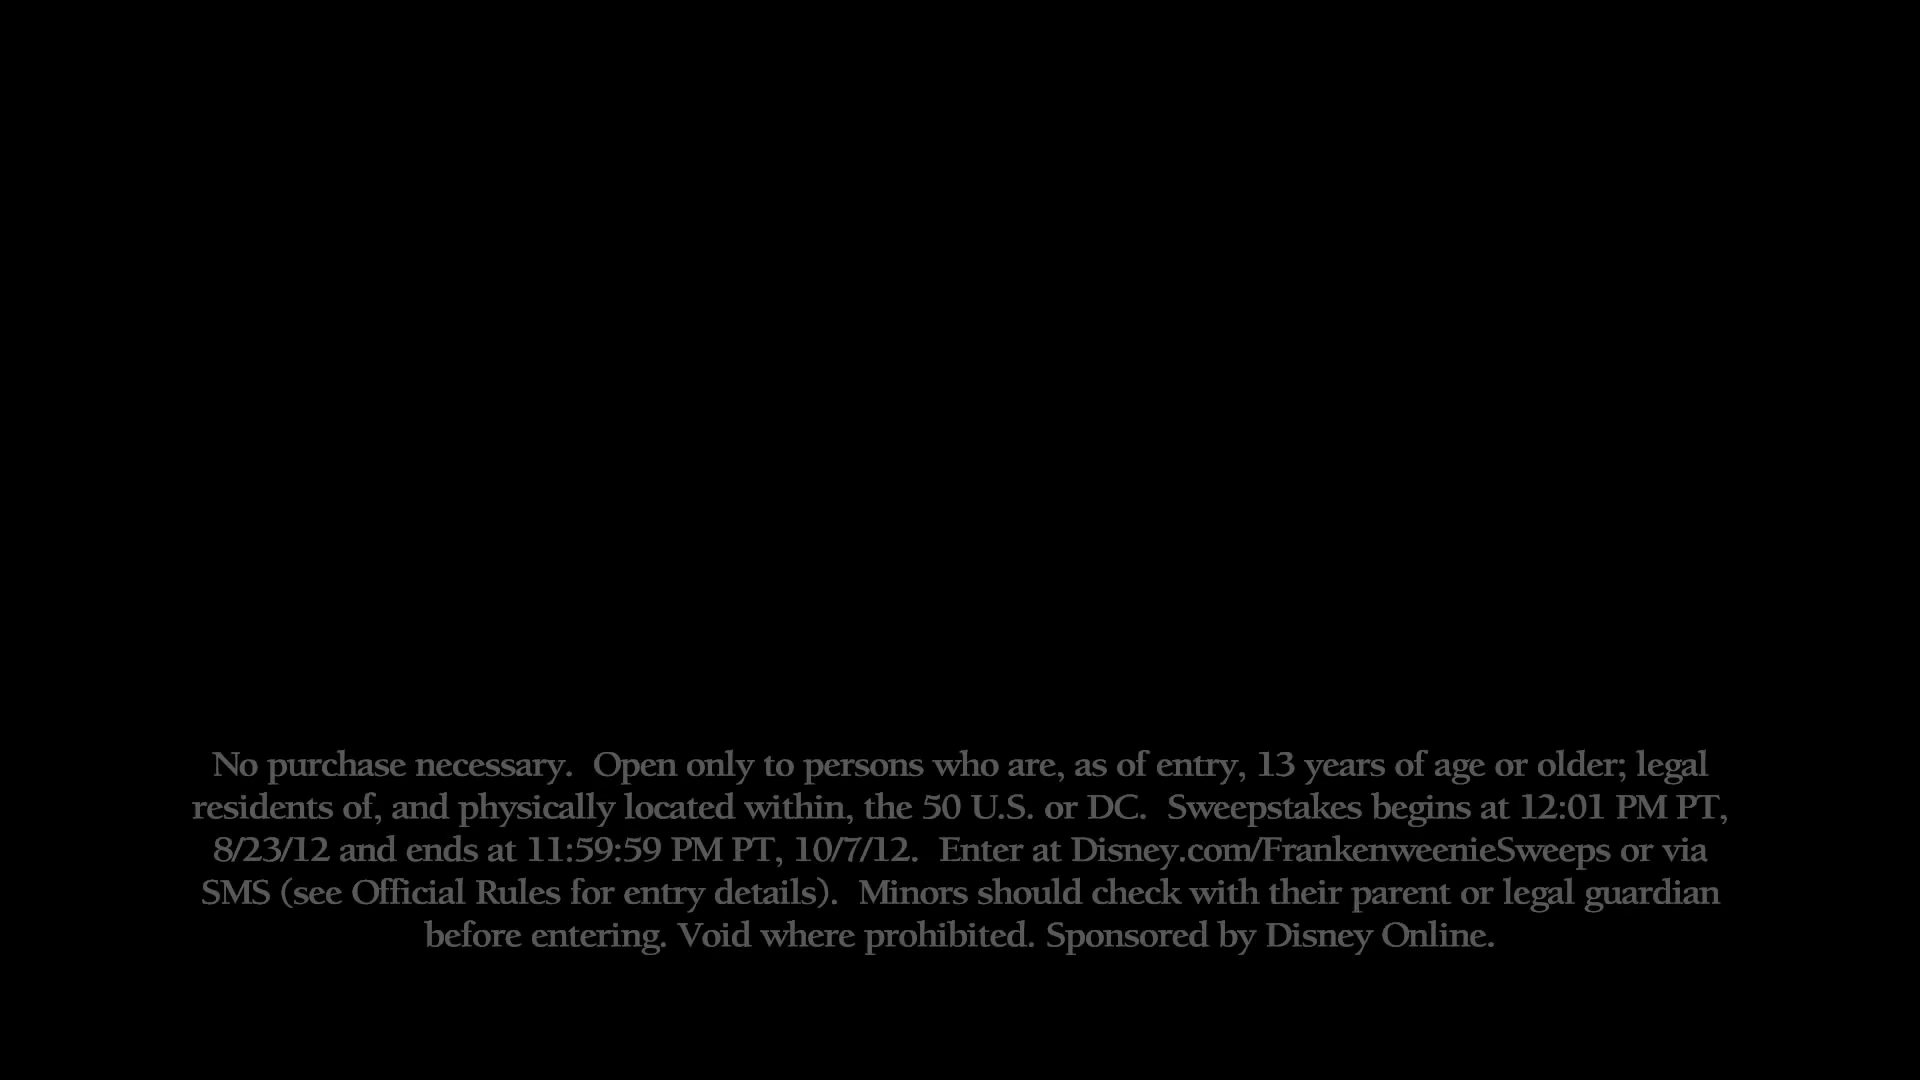 No purchase necessary.  Open only to persons who are, as of entry, 13 years of age or older; legal
residents of, and physically located within, the 50 U.S. or DC.  Sweepstakes begins at 12:01 PM PT,
8/23/12 and ends at 11:59:59 PM PT, 10/7/12.  Enter at Disney.com/FrankenweenieSweeps or via
SMS (see Official Rules for entry details).  Minors should check with their parent or legal guardian
before entering. Void where prohibited. Sponsored by Disney Online.